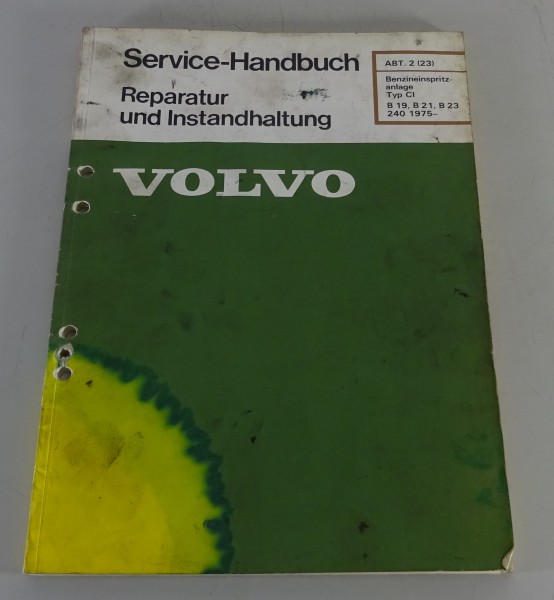 Service-Handbuch
Reparatur
und Instandhaltung
ABT. 2 (23)
Benzineinspritz-
anlage
Typ CI
B 19, B 21, B 23
240 1975–
VOLVO